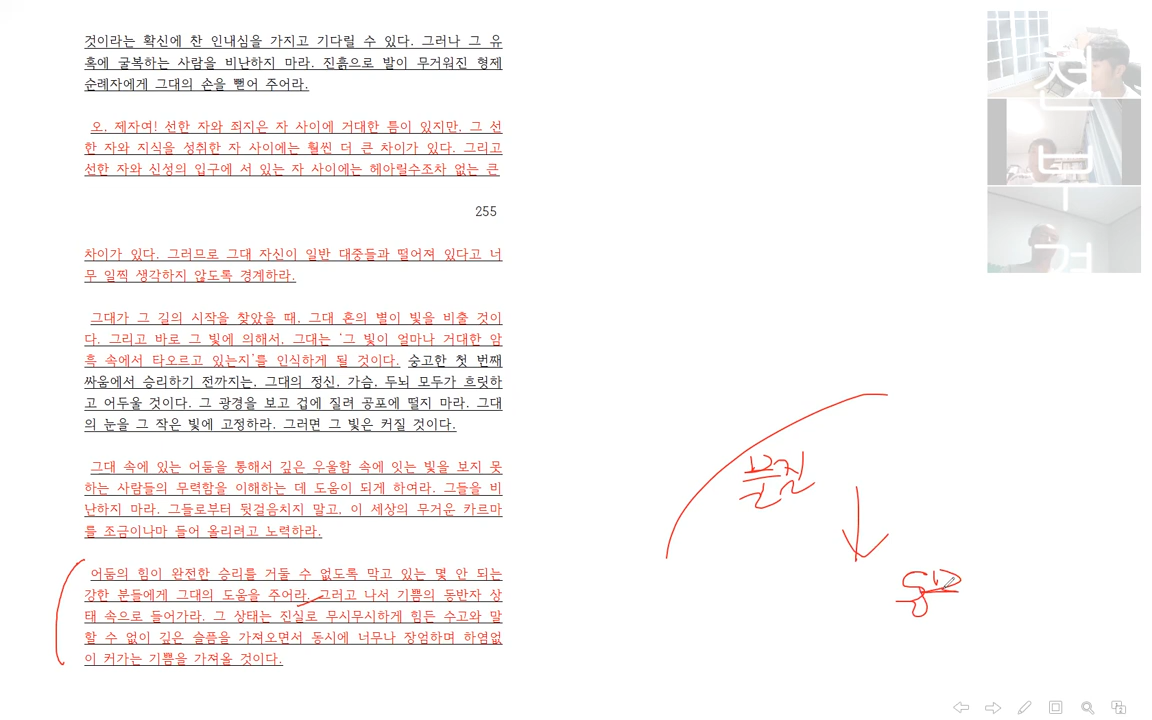 것이라는 확신에 찬 인내심을 가지고 기다릴 수 있다. 그러나 그 유
혹에 굴복하는 사람을 비난하지 마라. 진흙으로 발이 무거워진 형제
순례자에게 그대의 손을 뻗어 주어라.
오, 제자여! 선한 자와 죄지은 자 사이에 거대한 틈이 있지만, 그 선
한 자와 지식을 성취한 자 사이에는 훨씬 더 큰 차이가 있다. 그리고
선한 자와 신성의 입구에 서 있는 자 사이에는 헤아릴수조차 없는 큰
255
차이가 있다. 그러므로 그대 자신이 일반 대중들과 떨어져 있다고 너
무 일찍 생각하지 않도록 경계하라.
그대가 그 길의 시작을 찾았을 때, 그대 혼의 별이 빛을 비출 것이
다. 그리고 바로 그 빛에 의해서, 그대는 '그 빛이 얼마나 거대한 암
흑 속에서 타오르고 있는지'를 인식하게 될 것이다. 숭고한 첫 번째
싸움에서 승리하기 전까지는, 그대의 정신, 가슴, 두뇌 모두가 흐릿하
고 어두울 것이다. 그 광경을 보고 겁에 질려 공포에 떨지 마라. 그대
의 눈을 그 작은 빛에 고정하라. 그러면 그 빛은 커질 것이다.
그대 속에 있는 어둠을 통해서 깊은 우울함 속에 잇는 빛을 보지 못
하는 사람들의 무력함을 이해하는 데 도움이 되게 하여라. 그들을 비
난하지 마라. 그들로부터 뒷걸음치지 말고, 이 세상의 무거운 카르마
를 조금이나마 들어 올리려고 노력하라.
어둠의 힘이 완전한 승리를 거둘 수 없도록 막고 있는 몇 안 되는
강한 분들에게 그대의 도움을 주어라. 그러고 나서 기쁨의 동반자 상
태 속으로 들어가라. 그 상태는 진실로 무시무시하게 힘든 수고와 말
할 수 없이 깊은 슬픔을 가져오면서 동시에 너무나 장엄하며 하염없
이 커가는 기쁨을 가져올 것이다.
물질
천
부
경